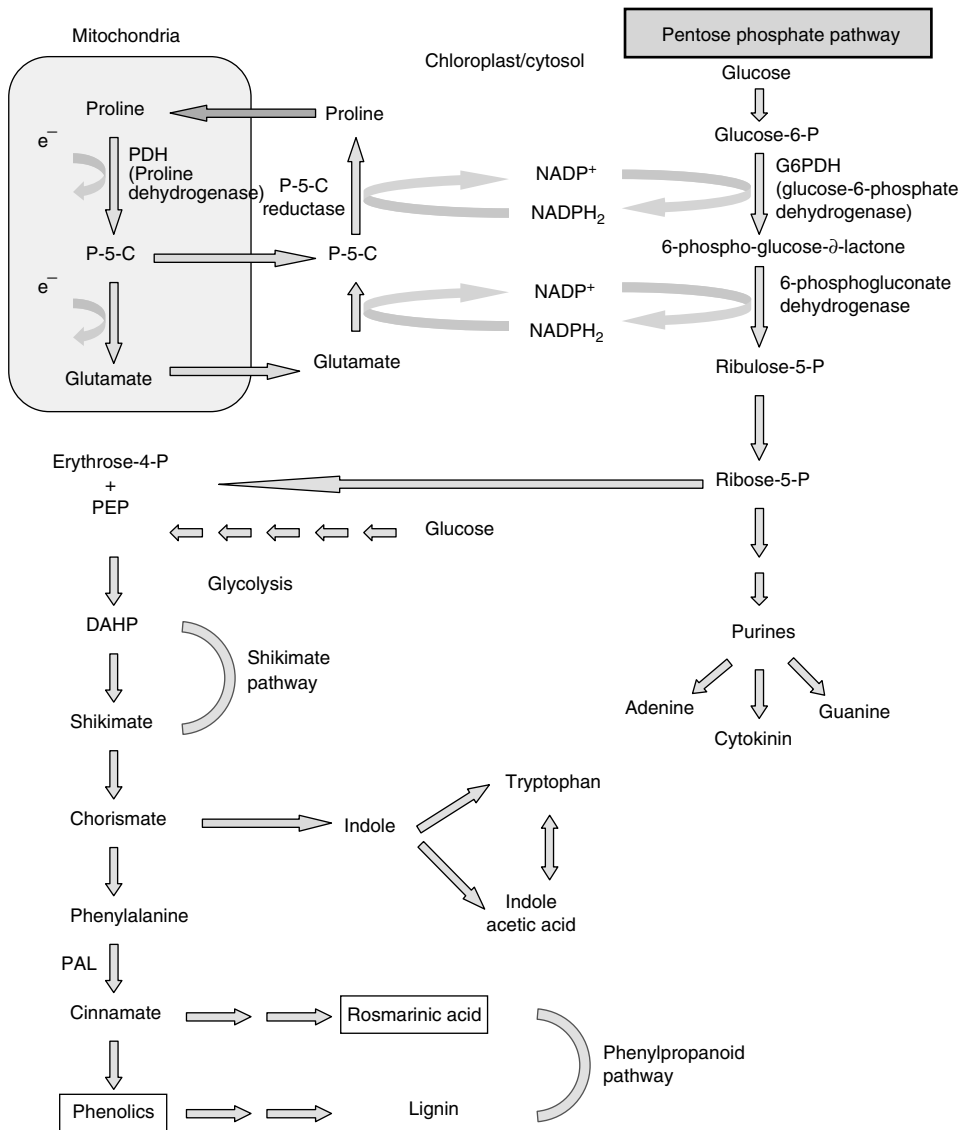 Mitochondria
Pentose phosphate pathway
Chloroplast/cytosol
Glucose
Proline
Proline
Glucose-6-P
e⁻
PDH
(Proline
dehydrogenase)
P-5-C
reductase
NADP⁺
NADPH₂
G6PDH
(glucose-6-phosphate
dehydrogenase)
P-5-C
P-5-C
6-phospho-glucose-∂-lactone
e⁻
NADP⁺
NADPH₂
6-phosphogluconate
dehydrogenase
Glutamate
Glutamate
Ribulose-5-P
Erythrose-4-P
+
PEP
Ribose-5-P
Glucose
Glycolysis
DAHP
Shikimate
pathway
Purines
Shikimate
Adenine
Cytokinin
Guanine
Tryptophan
Chorismate
Indole
Indole
acetic acid
Phenylalanine
PAL
Cinnamate
Rosmarinic acid
Phenylpropanoid
pathway
Phenolics
Lignin